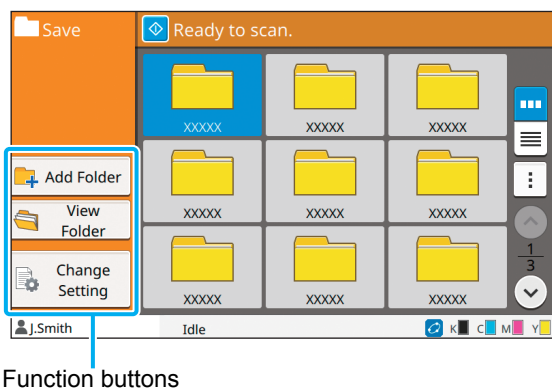 Save
Ready to scan.
XXXXX XXXXX XXXXX
Add Folder
View
Folder
XXXXX XXXXX XXXXX
Change
Setting
XXXXX XXXXX XXXXX
1
3
J.Smith Idle K C M Y
Function buttons